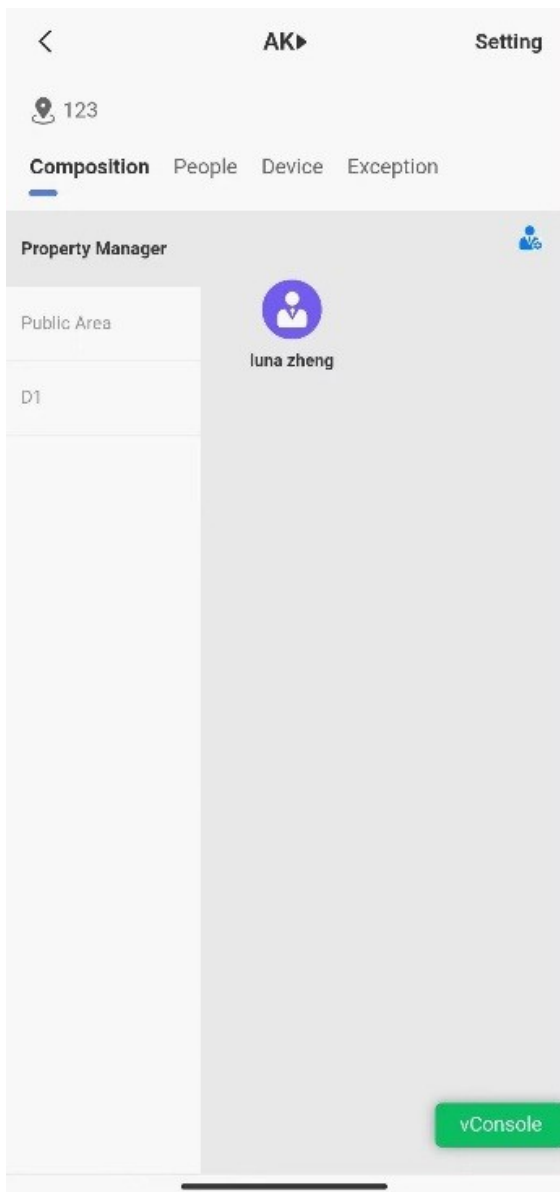 AK
Setting
123
Composition People Device Exception
Property Manager
Public Area
luna zheng
D1
vConsole